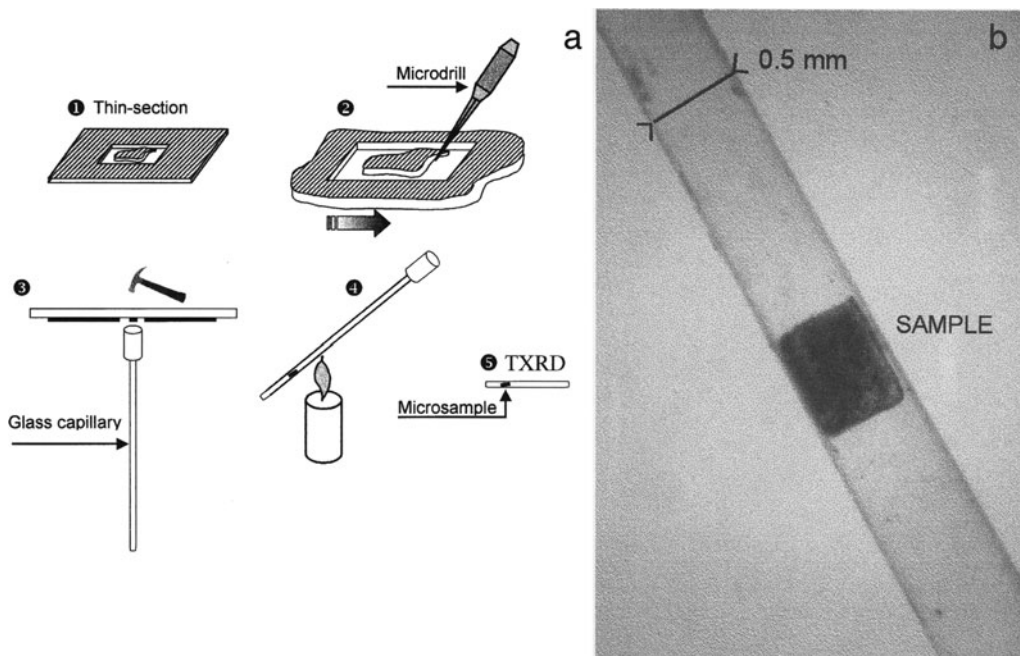 a
❶ Thin-section
❷
Microdrill
❸
Glass capillary
❹
❺ TXRD
Microsample
b
0.5 mm
SAMPLE